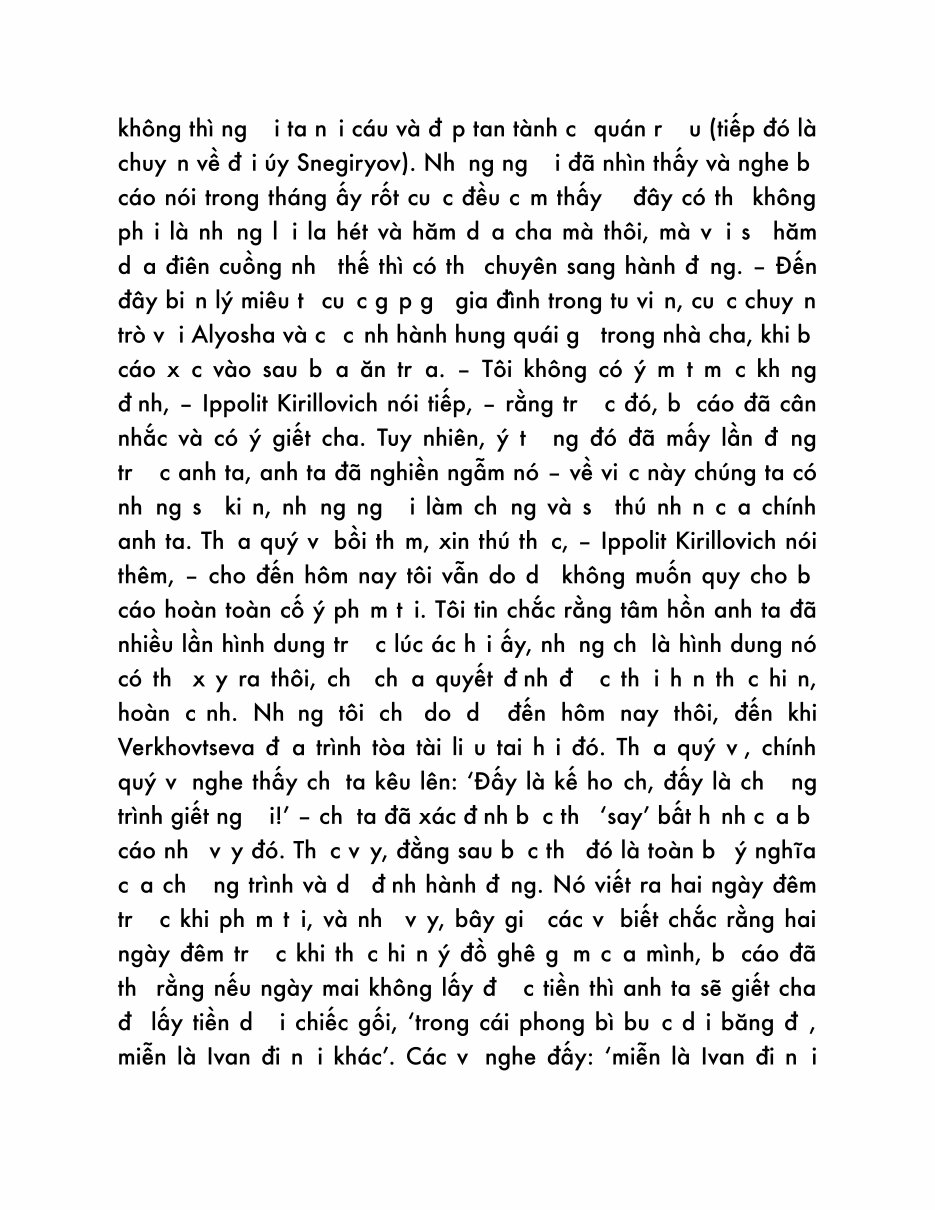 không thì ng i ta n i cáu và đ p tan tành c quán r u (tiếp đó là
chuy n về đ i úy Snegiryov). Nh ng ng i đã nhìn thấy và nghe b
cáo nói trong tháng ấy rốt cu c đều c m thấy đây có th không
ph i là nh ng l i la hét và hăm d a cha mà thôi, mà v i s hăm
d a điên cuồng nh thế thì có th chuyên sang hành đ ng. – Đến
đây bi n lý miêu t cu c g p g gia đình trong tu vi n, cu c chuy n
trò v i Alyosha và c c nh hành hung quái g trong nhà cha, khi b
cáo x c vào sau b a ăn tr a. – Tôi không có ý m t m c kh ng
đ nh, – Ippolit Kirillovich nói tiếp, – rằng tr c đó, b cáo đã cân
nhắc và có ý giết cha. Tuy nhiên, ý t ng đó đã mấy lần đ ng
tr c anh ta, anh ta đã nghiền ngẫm nó – về vi c này chúng ta có
nh ng s ki n, nh ng ng i làm ch ng và s thú nh n c a chính
anh ta. Th a quý v bồi th m, xin thú th c, – Ippolit Kirillovich nói
thêm, – cho đến hôm nay tôi vẫn do d không muốn quy cho b
cáo hoàn toàn cố ý ph m t i. Tôi tin chắc rằng tâm hồn anh ta đã
nhiều lần hình dung tr c lúc ác h i ấy, nh ng ch là hình dung nó
có th x y ra thôi, ch ch a quyết đ nh đ c th i h n th c hi n,
hoàn c nh. Nh ng tôi ch do d đến hôm nay thôi, đến khi
Verkhovtseva đ a trình tòa tài li u tai h i đó. Th a quý v , chính
quý v nghe thấy ch ta kêu lên: ‘Đấy là kế ho ch, đấy là ch ng
trình giết ng i!’ – ch ta đã xác đ nh b c th ‘say’ bất h nh c a b
cáo nh v y đó. Th c v y, đằng sau b c th đó là toàn b ý nghĩa
c a ch ng trình và d đ nh hành đ ng. Nó viết ra hai ngày đêm
tr c khi ph m t i, và nh v y, bây gi các v biết chắc rằng hai
ngày đêm tr c khi th c hi n ý đồ ghê g m c a mình, b cáo đã
th rằng nếu ngày mai không lấy đ c tiền thì anh ta sẽ giết cha
đ lấy tiền d i chiếc gối, ‘trong cái phong bì bu c d i băng đ ,
miễn là Ivan đi n i khác’. Các v nghe đấy: ‘miễn là Ivan đi n i